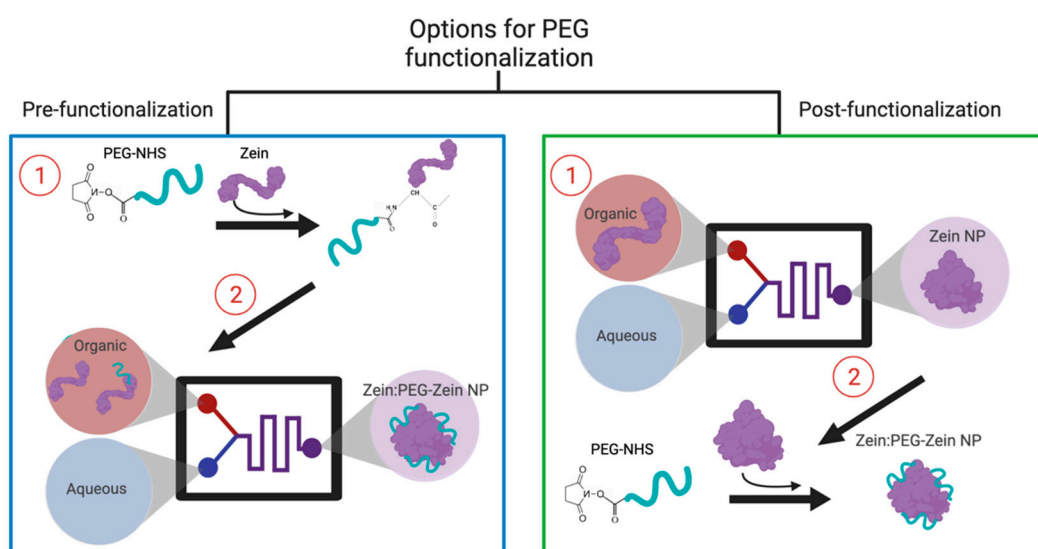 Options for PEG
functionalization
Pre-functionalization
Post-functionalization
1
PEG-NHS
Zein
O
N-O
O
O
H
N
CH
C
O
O
2
Organic
Aqueous
Zein:PEG-Zein NP
1
Organic
Aqueous
Zein NP
2
PEG-NHS
O
N-O
O
O
Zein:PEG-Zein NP